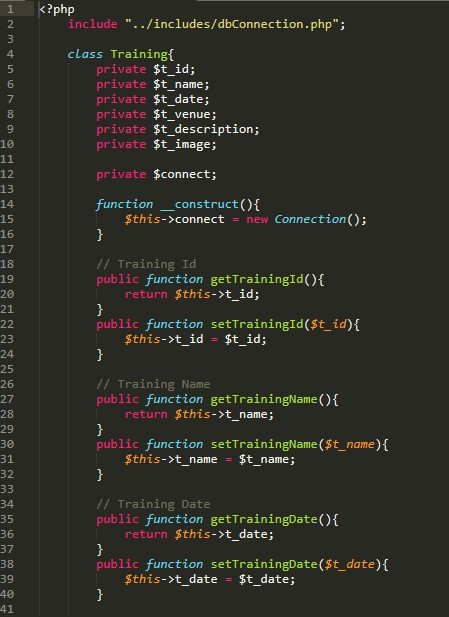 1 <?php
2 include "../includes/dbConnection.php";
3
4 class Training{
5 private $t_id;
6 private $t_name;
7 private $t_date;
8 private $t_venue;
9 private $t_description;
10 private $t_image;
11
12 private $connect;
13
14 function __construct(){
15 $this->connect = new Connection();
16 }
17
18 // Training Id
19 public function getTrainingId(){
20 return $this->t_id;
21 }
22 public function setTrainingId($t_id){
23 $this->t_id = $t_id;
24 }
25
26 // Training Name
27 public function getTrainingName(){
28 return $this->t_name;
29 }
30 public function setTrainingName($t_name){
31 $this->t_name = $t_name;
32 }
33
34 // Training Date
35 public function getTrainingDate(){
36 return $this->t_date;
37 }
38 public function setTrainingDate($t_date){
39 $this->t_date = $t_date;
40 }
41